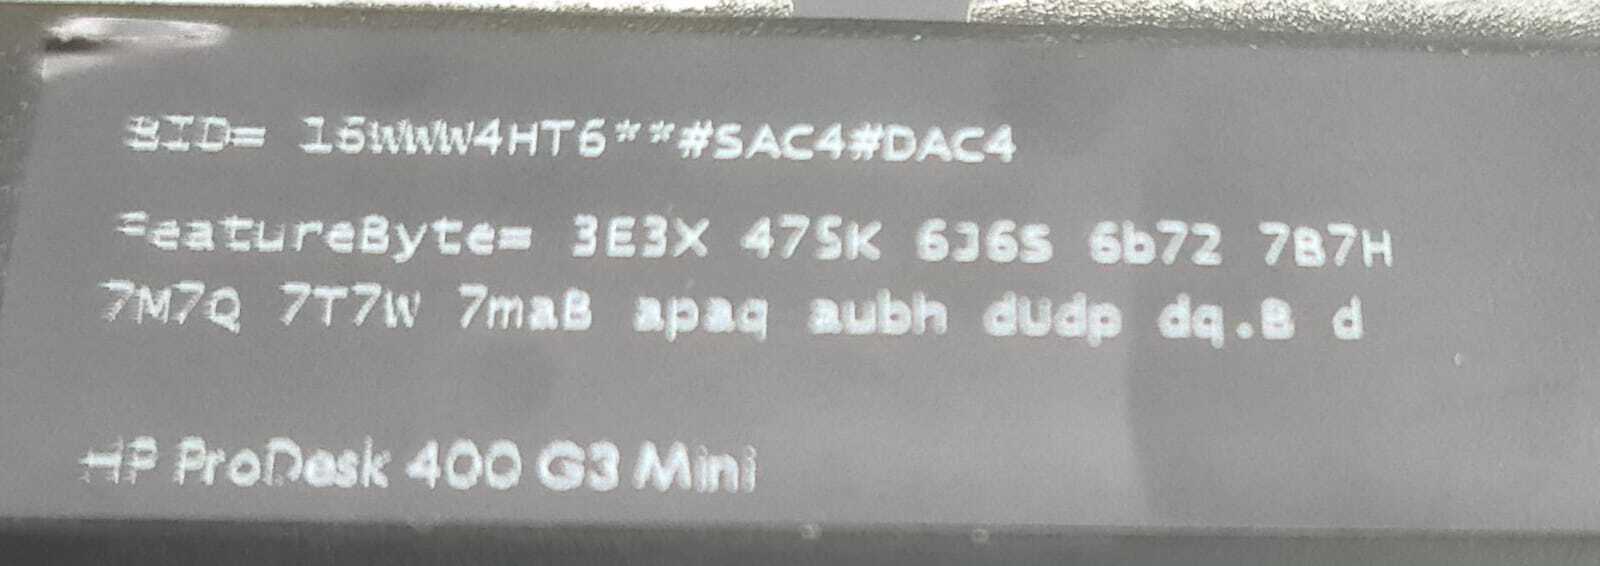 BID= 16WWW4HT6**#SAC4#DAC4
FeatureByte= 3E3X 475K 6J6S 6b72 7B7H
7M7Q 7T7W 7maB apaq aubh dudp dq.B d
HP ProDesk 400 G3 Mini